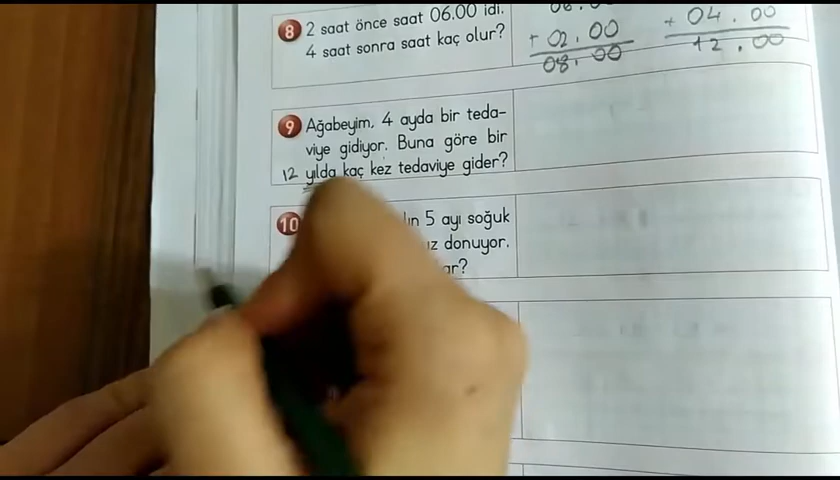 8 2 saat önce saat 06.00 idi.
4 saat sonra saat kaç olur?
+ 02.00
08.00
+ 04.00
12.00
9 Ağabeyim, 4 ayda bir teda-
viye gidiyor. Buna göre bir
12 yılda kaç kez tedaviye gider?
10 5 ayı soğuk
donuyor.